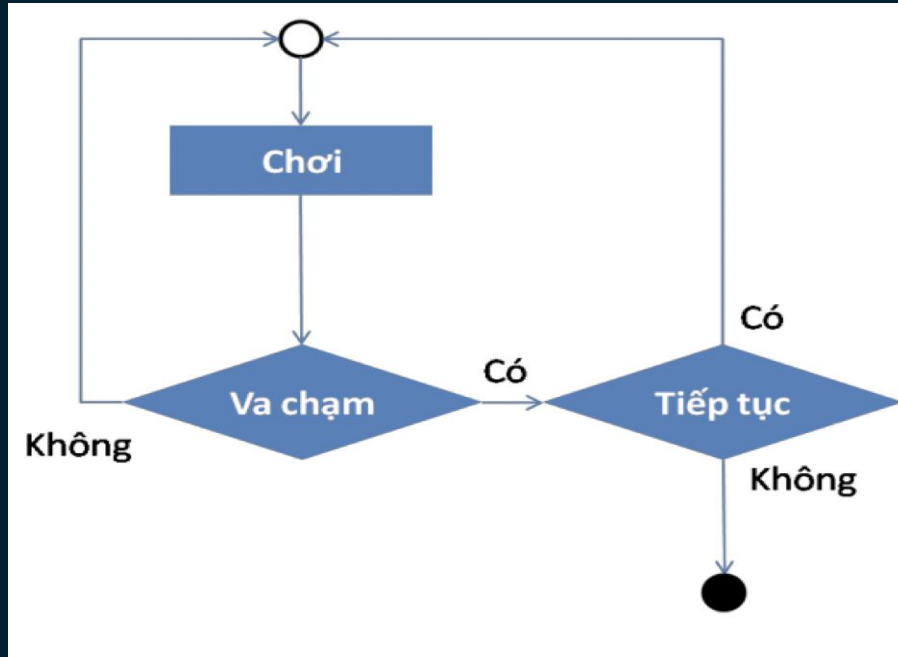 Chơi
Có
Va chạm
Có
Tiếp tục
Không
Không